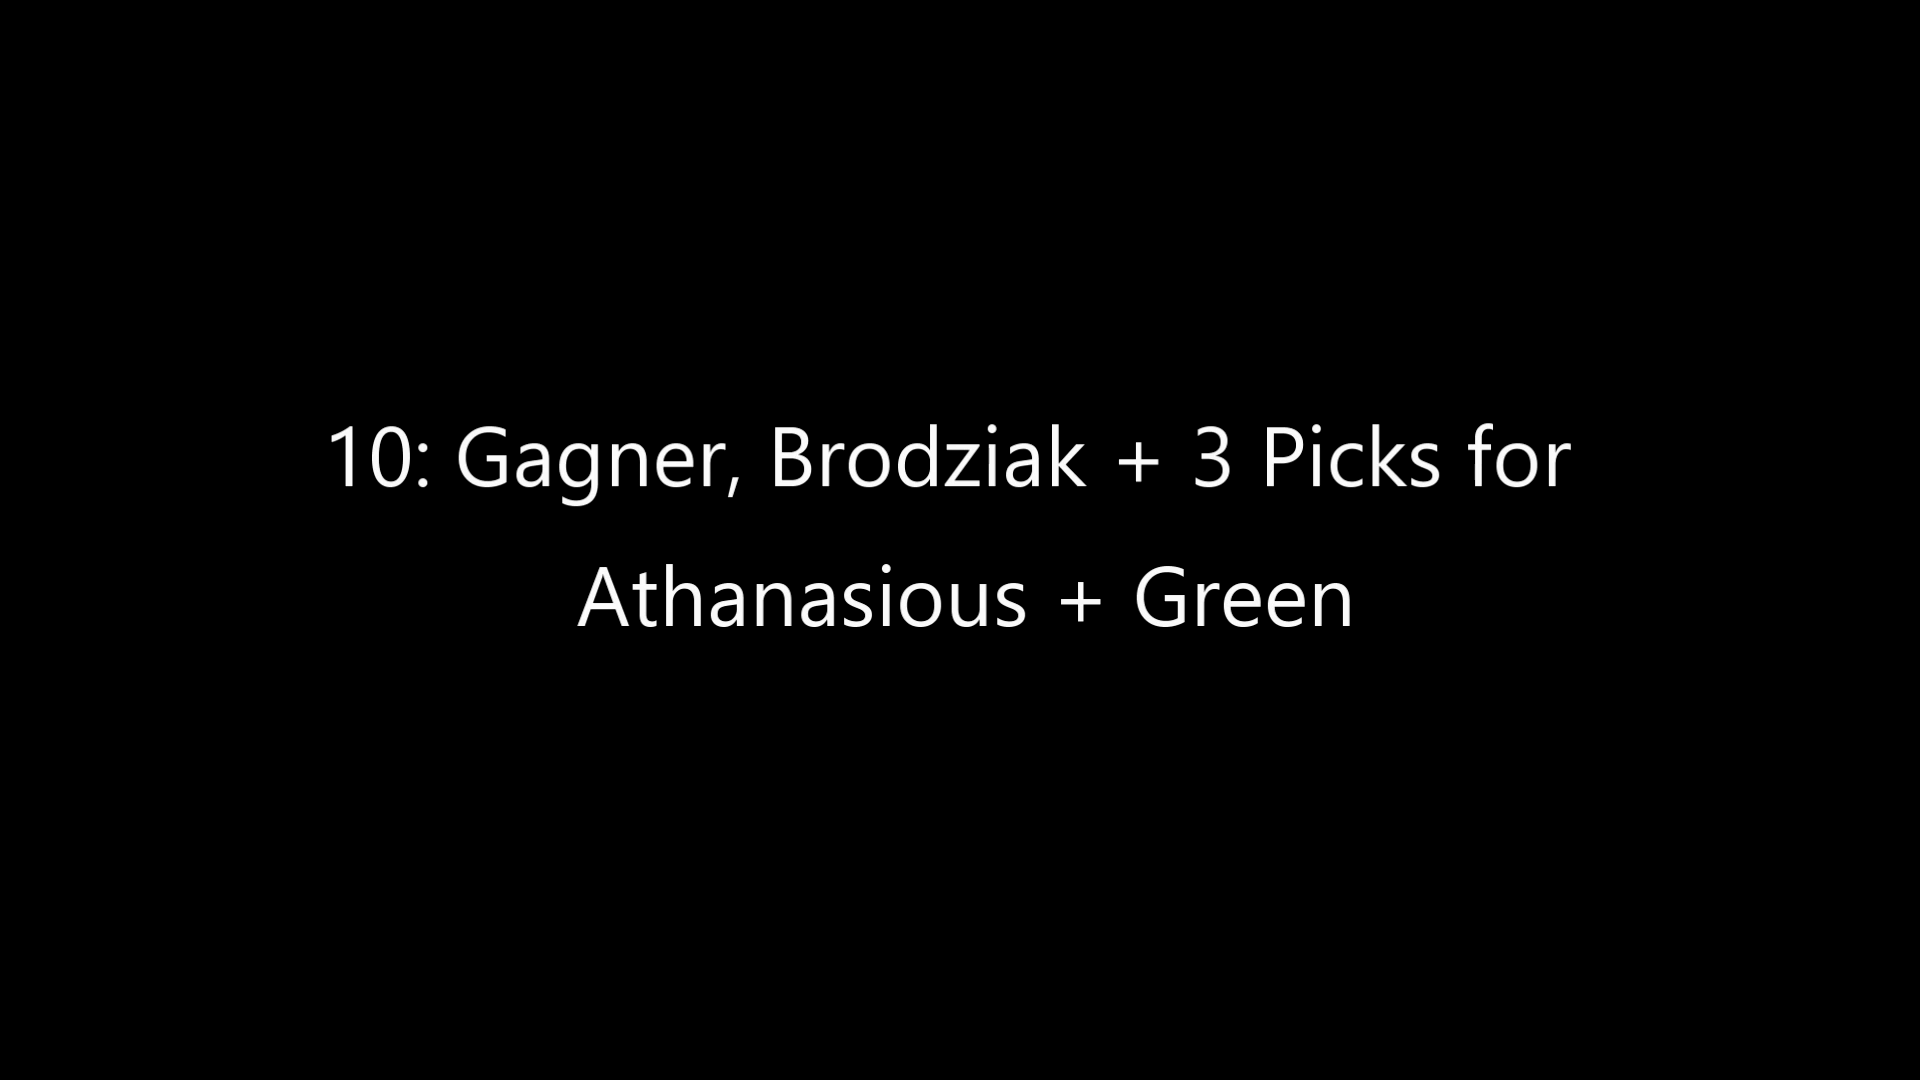 10: Gagner, Brodziak + 3 Picks for
Athanasious + Green